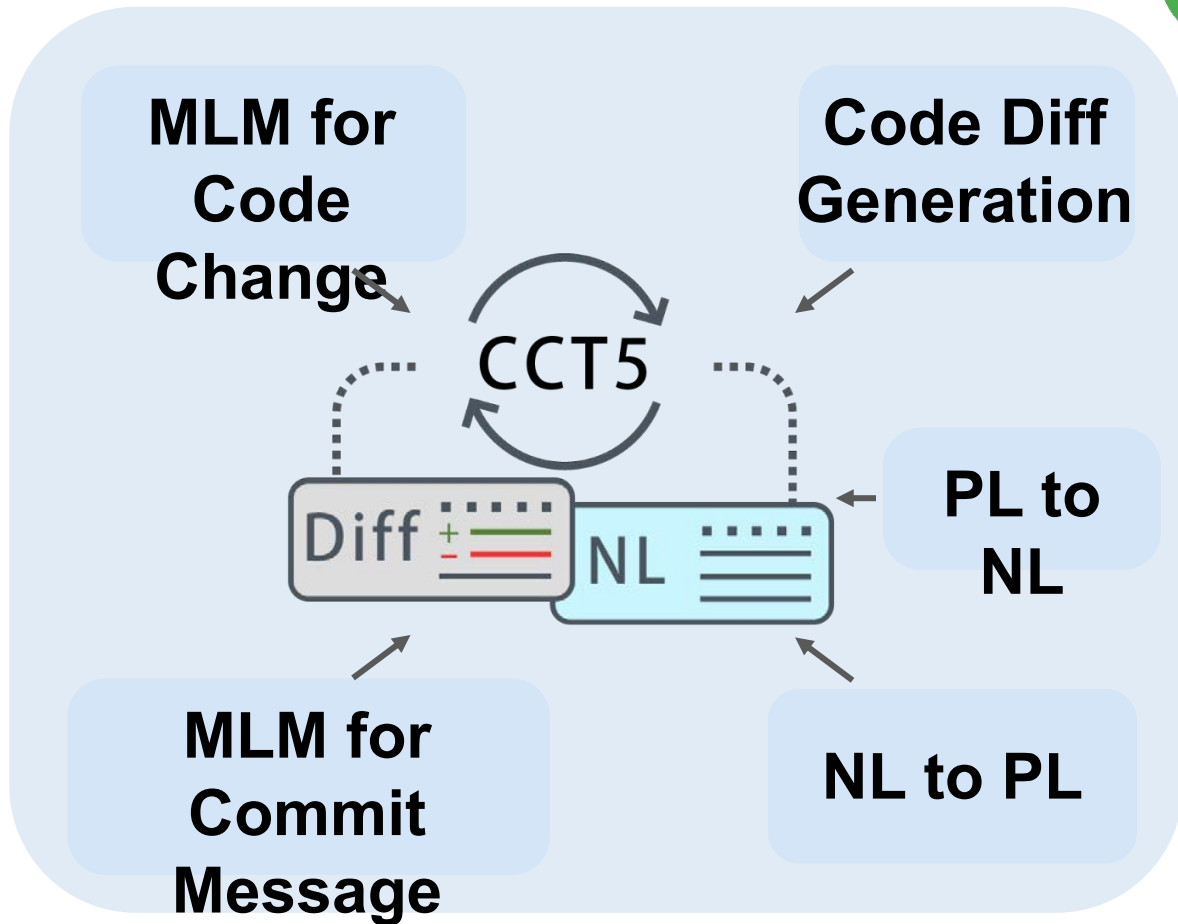 MLM for
Code
Change
Code Diff
Generation
CCT5
Diff
+
-
NL
PL to
NL
MLM for
Commit
Message
NL to PL